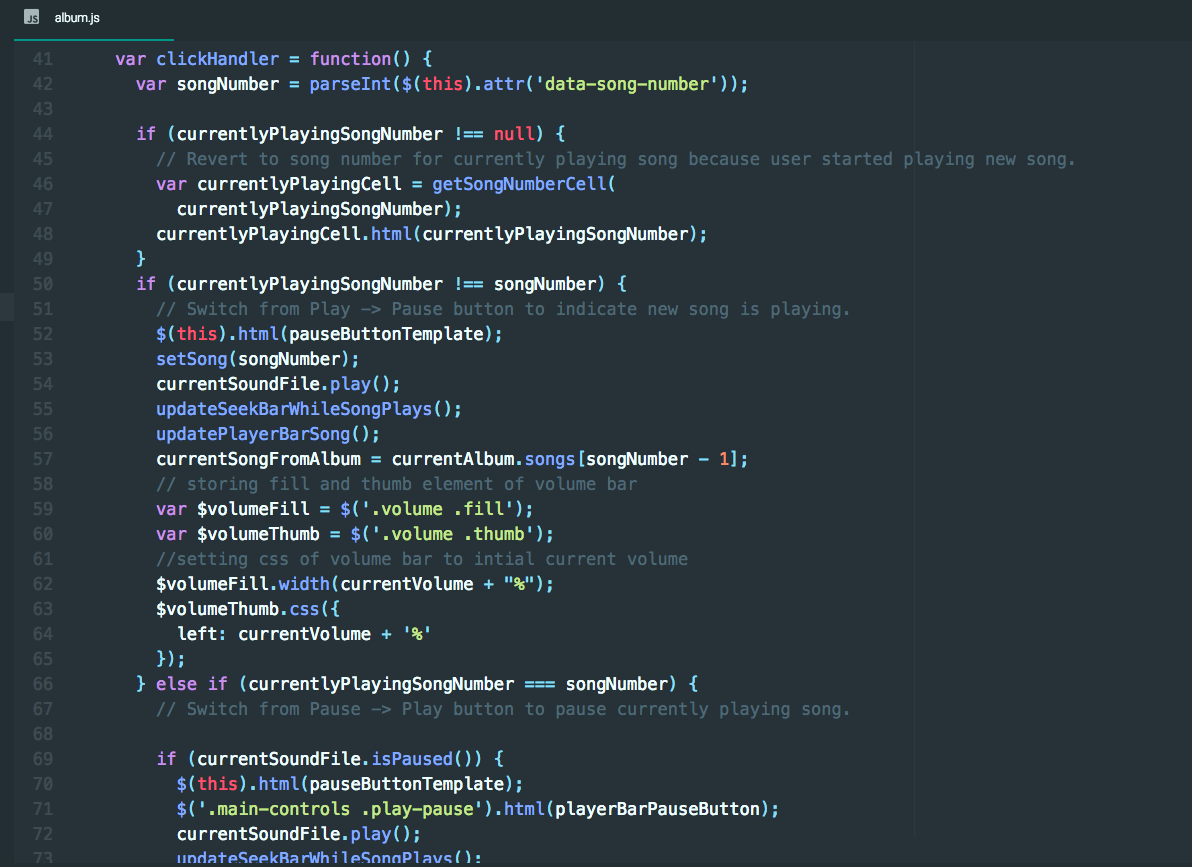 JS album.js
41 var clickHandler = function() {
42 var songNumber = parseInt($(this).attr('data-song-number'));
43
44 if (currentlyPlayingSongNumber !== null) {
45 // Revert to song number for currently playing song because user started playing new song.
46 var currentlyPlayingCell = getSongNumberCell(
47 currentlyPlayingSongNumber);
48 currentlyPlayingCell.html(currentlyPlayingSongNumber);
49 }
50 if (currentlyPlayingSongNumber !== songNumber) {
51 // Switch from Play -> Pause button to indicate new song is playing.
52 $(this).html(pauseButtonTemplate);
53 setSong(songNumber);
54 currentSoundFile.play();
55 updateSeekBarWhileSongPlays();
56 updatePlayerBarSong();
57 currentSongFromAlbum = currentAlbum.songs[songNumber - 1];
58 // storing fill and thumb element of volume bar
59 var $volumeFill = $('.volume .fill');
60 var $volumeThumb = $('.volume .thumb');
61 //setting css of volume bar to intial current volume
62 $volumeFill.width(currentVolume + "%");
63 $volumeThumb.css({
64 left: currentVolume + '%'
65 });
66 } else if (currentlyPlayingSongNumber === songNumber) {
67 // Switch from Pause -> Play button to pause currently playing song.
68
69 if (currentSoundFile.isPaused()) {
70 $(this).html(pauseButtonTemplate);
71 $('.main-controls .play-pause').html(playerBarPauseButton);
72 currentSoundFile.play();
73 updateSeekBarWhileSongPlays();